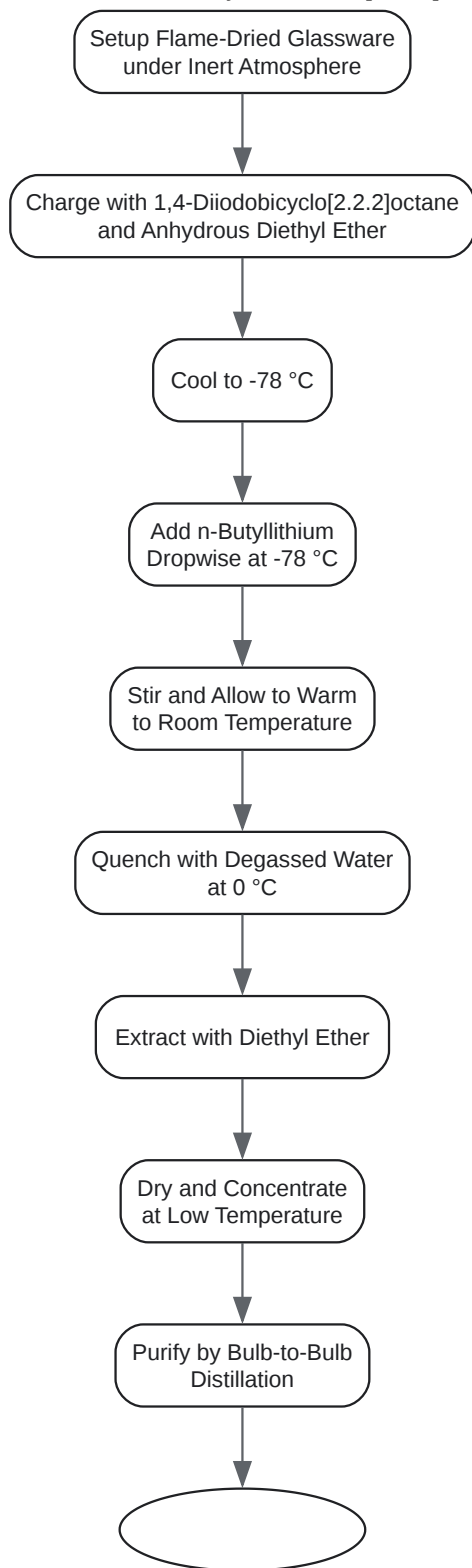 Setup Flame-Dried Glassware
under Inert Atmosphere
Charge with 1,4-Diiodobicyclo[2.2.2]octane
and Anhydrous Diethyl Ether
Cool to -78 °C
Add n-Butyllithium
Dropwise at -78 °C
Stir and Allow to Warm
to Room Temperature
Quench with Degassed Water
at 0 °C
Extract with Diethyl Ether
Dry and Concentrate
at Low Temperature
Purify by Bulb-to-Bulb
Distillation